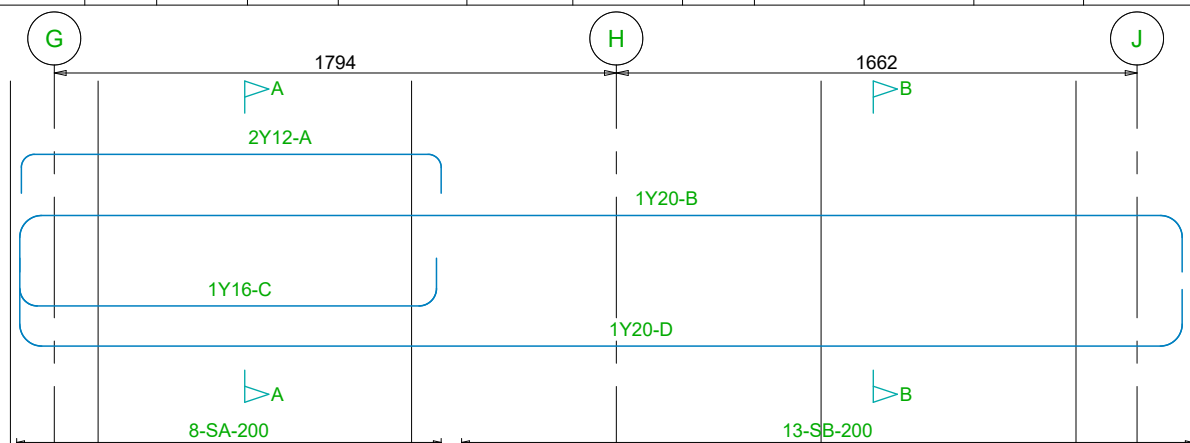 G H J
1794 1662
A B
2Y12-A
1Y20-B
1Y16-C
1Y20-D
A B
8-SA-200 13-SB-200